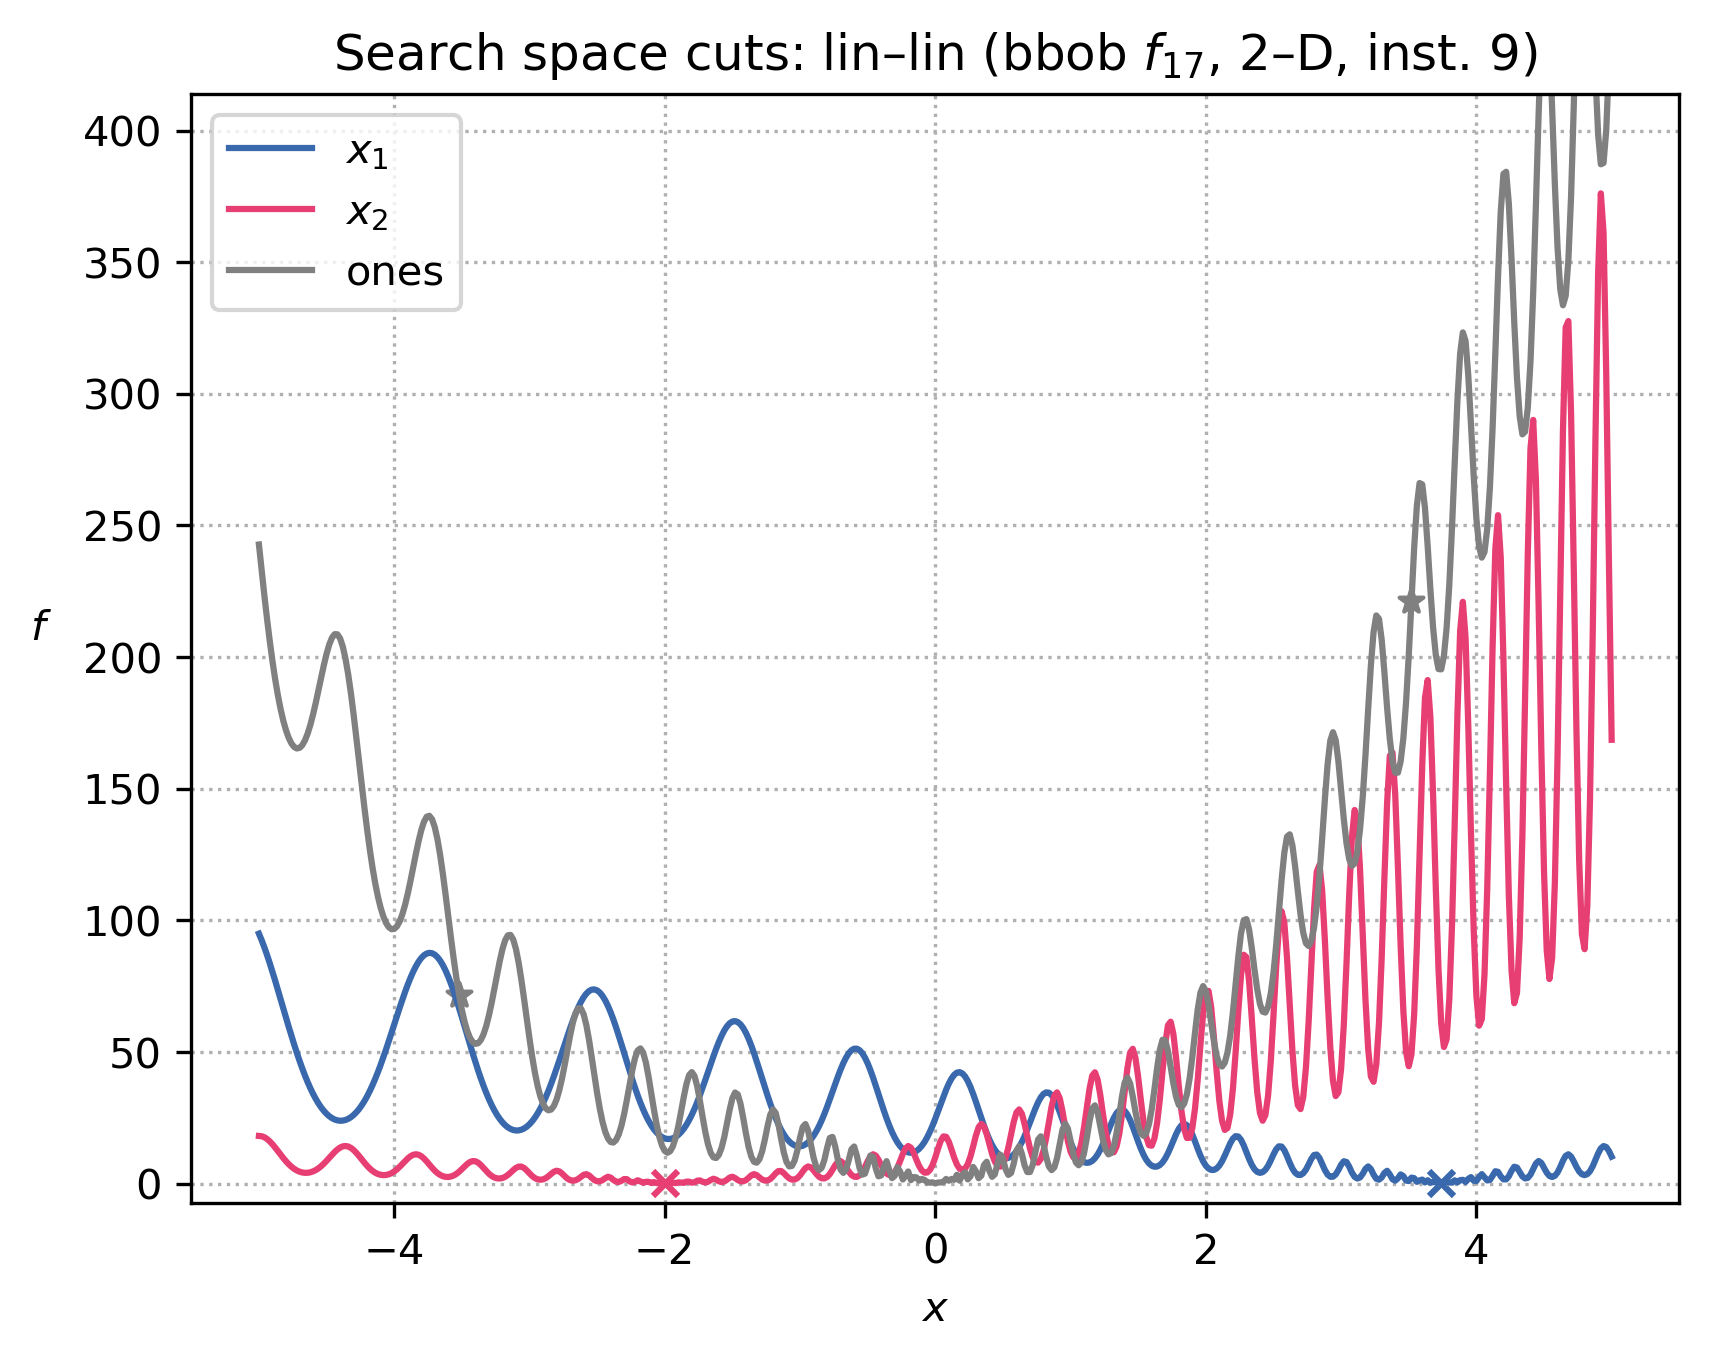 Search space cuts: lin–lin (bbob f₁₇, 2–D, inst. 9)
400
350
300
250
200
150
100
50
0
f
x₁
x₂
ones
−4 −2 0 2 4
x